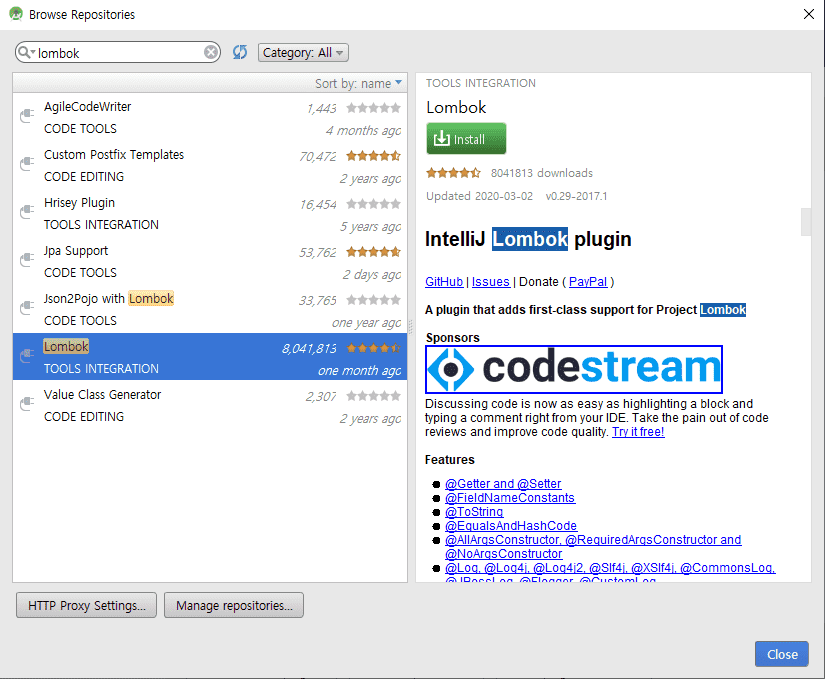 Browse Repositories
lombok
Category: All
Sort by: name
AgileCodeWriter 1,443
CODE TOOLS 4 months ago
Custom Postfix Templates 70,472
CODE EDITING 2 years ago
Hrisey Plugin 16,454
TOOLS INTEGRATION 5 years ago
Jpa Support 53,762
CODE TOOLS 2 days ago
Json2Pojo with Lombok 33,765
CODE TOOLS one year ago
Lombok 8,041,813
TOOLS INTEGRATION one month ago
Value Class Generator 2,307
CODE EDITING 2 years ago
TOOLS INTEGRATION
Lombok
Install
8041813 downloads
Updated 2020-03-02 v0.29-2017.1
IntelliJ Lombok plugin
GitHub | Issues | Donate ( PayPal )
A plugin that adds first-class support for Project Lombok
Sponsors
codestream
Discussing code is now as easy as highlighting a block and
typing a comment right from your IDE. Take the pain out of code
reviews and improve code quality. Try it free!
Features
@Getter and @Setter
@FieldNameConstants
@ToString
@EqualsAndHashCode
@AllArgsConstructor, @RequiredArgsConstructor and
@NoArgsConstructor
@Log, @Log4j, @Log4j2, @Slf4j, @XSlf4j, @CommonsLog,
@JBossLog, @Flogger, @CustomLog
HTTP Proxy Settings...
Manage repositories...
Close